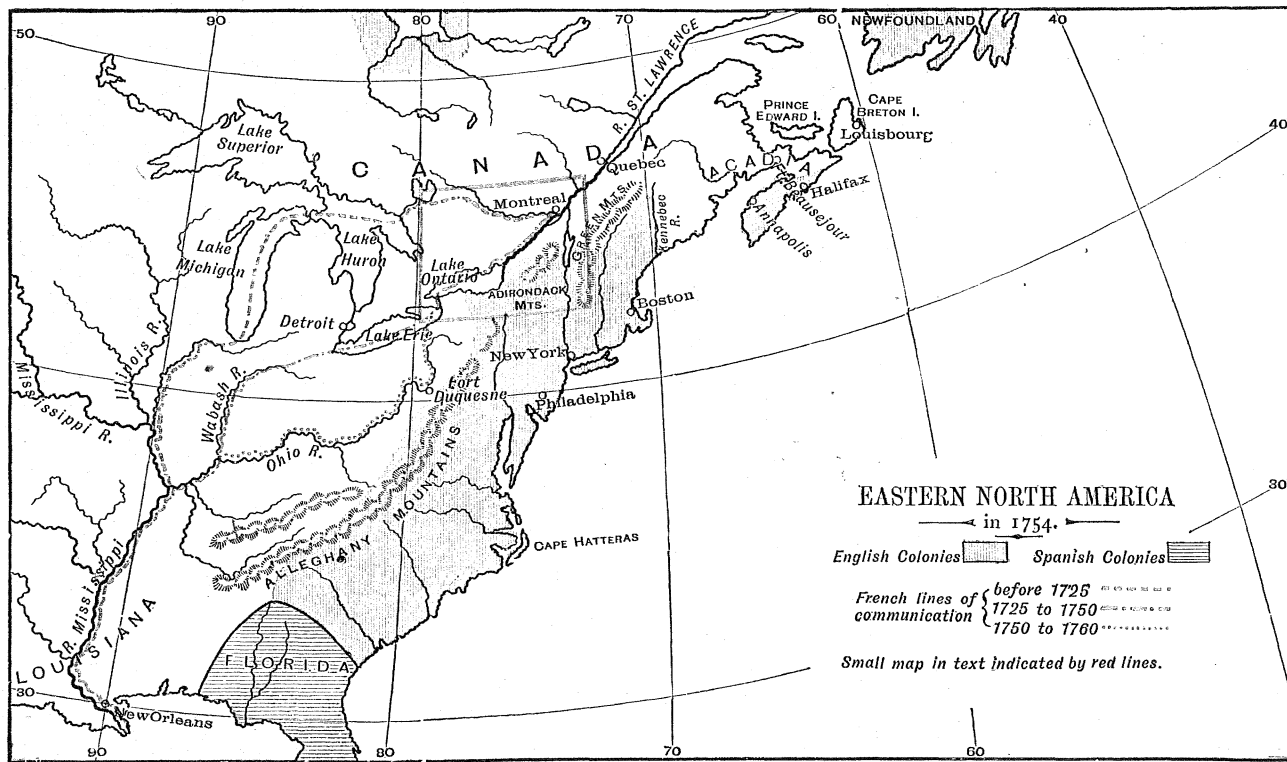 90
80
70
60
40
50
NEWFOUNDLAND
R. ST. LAWRENCE
PRINCE
EDWARD I.
CAPE
BRETON I.
Louisbourg
40
Lake
Superior
CANADA
Quebec
ACADIA
Ft. Beausejour
Halifax
Annapolis
Montreal
GREEN MTS.
Kennebec
R.
Lake
Michigan
Lake
Huron
Lake
Ontario
ADIRONDACK
MTS.
Boston
Detroit
Lake Erie
New York
Illinois R.
Mississippi R.
Wabash R.
Fort
Duquesne
Philadelphia
Ohio R.
ALLEGHANY MOUNTAINS
CAPE HATTERAS
30
EASTERN NORTH AMERICA
in 1754.
English Colonies
Spanish Colonies
French lines of
communication
before 1725
1725 to 1750
1750 to 1760
Small map in text indicated by red lines.
R. Mississippi
LOUISIANA
FLORIDA
30
New Orleans
90
80
70
60